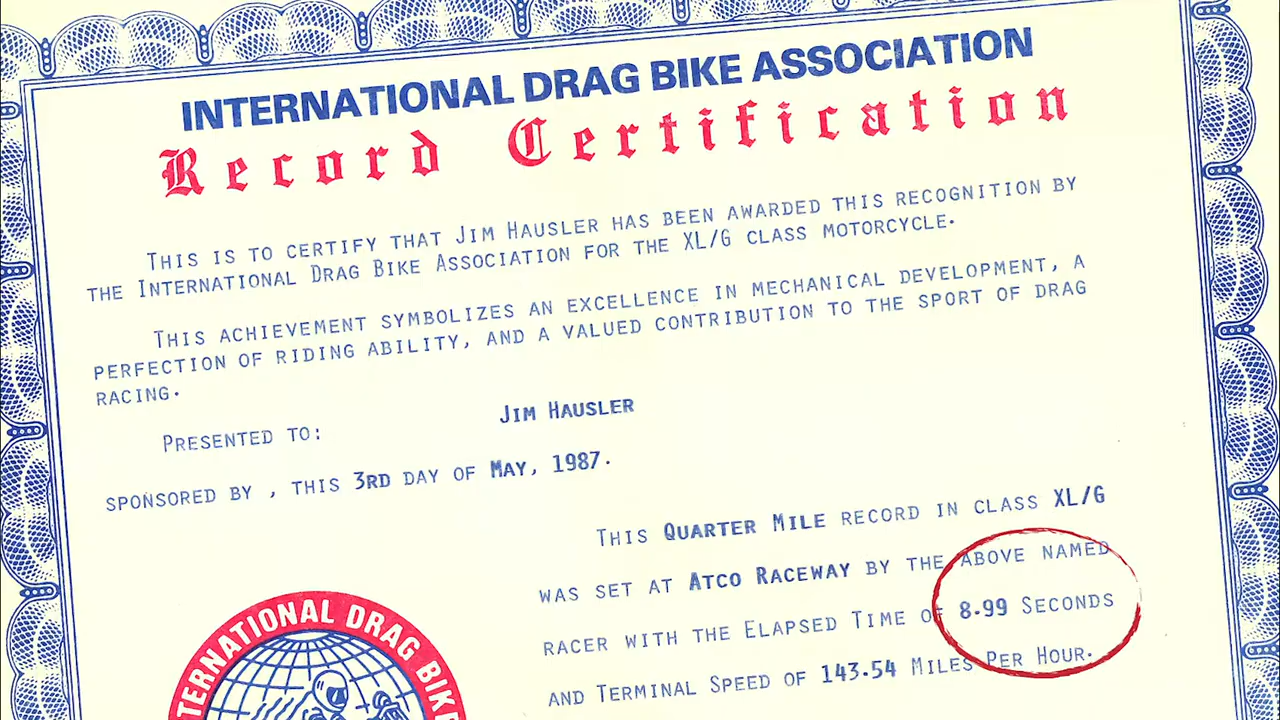 INTERNATIONAL DRAG BIKE ASSOCIATION
Record Certification
THIS IS TO CERTIFY THAT JIM HAUSLER HAS BEEN AWARDED THIS RECOGNITION BY
THE INTERNATIONAL DRAG BIKE ASSOCIATION FOR THE XL/G CLASS MOTORCYCLE.
THIS ACHIEVEMENT SYMBOLIZES AN EXCELLENCE IN MECHANICAL DEVELOPMENT, A
PERFECTION OF RIDING ABILITY, AND A VALUED CONTRIBUTION TO THE SPORT OF DRAG
RACING.
PRESENTED TO: JIM HAUSLER
SPONSORED BY , THIS 3RD DAY OF MAY, 1987.
THIS QUARTER MILE RECORD IN CLASS XL/G
WAS SET AT ATCO RACEWAY BY THE ABOVE NAMED
RACER WITH THE ELAPSED TIME OF 8.99 SECONDS
AND TERMINAL SPEED OF 143.54 MILES PER HOUR.
INTERNATIONAL DRAG BIKE